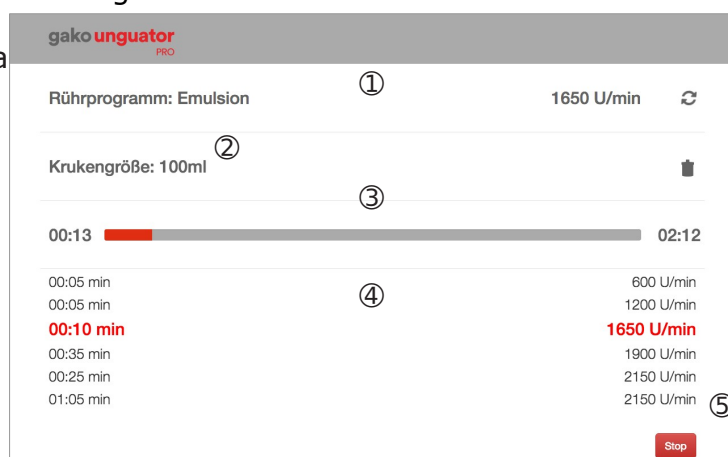 gako unguator
PRO
a
①
Rührprogramm: Emulsion 1650 U/min
②
Krukengröße: 100ml
③
00:13 02:12
00:05 min 600 U/min
④
00:05 min 1200 U/min
00:10 min 1650 U/min
00:35 min 1900 U/min
00:25 min 2150 U/min
01:05 min 2150 U/min
⑤
Stop